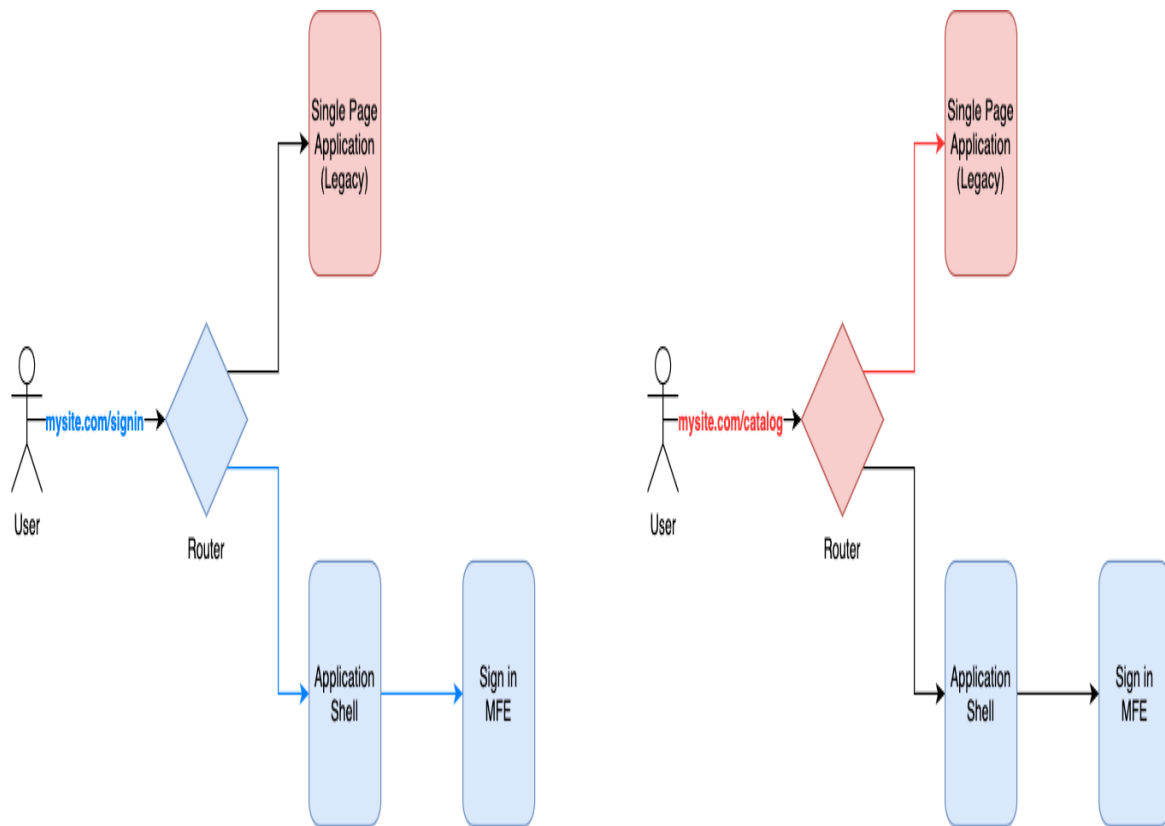 Single Page
Application
(Legacy)
mysite.com/signin
User
Router
Application
Shell
Sign in
MFE
Single Page
Application
(Legacy)
mysite.com/catalog
User
Router
Application
Shell
Sign in
MFE